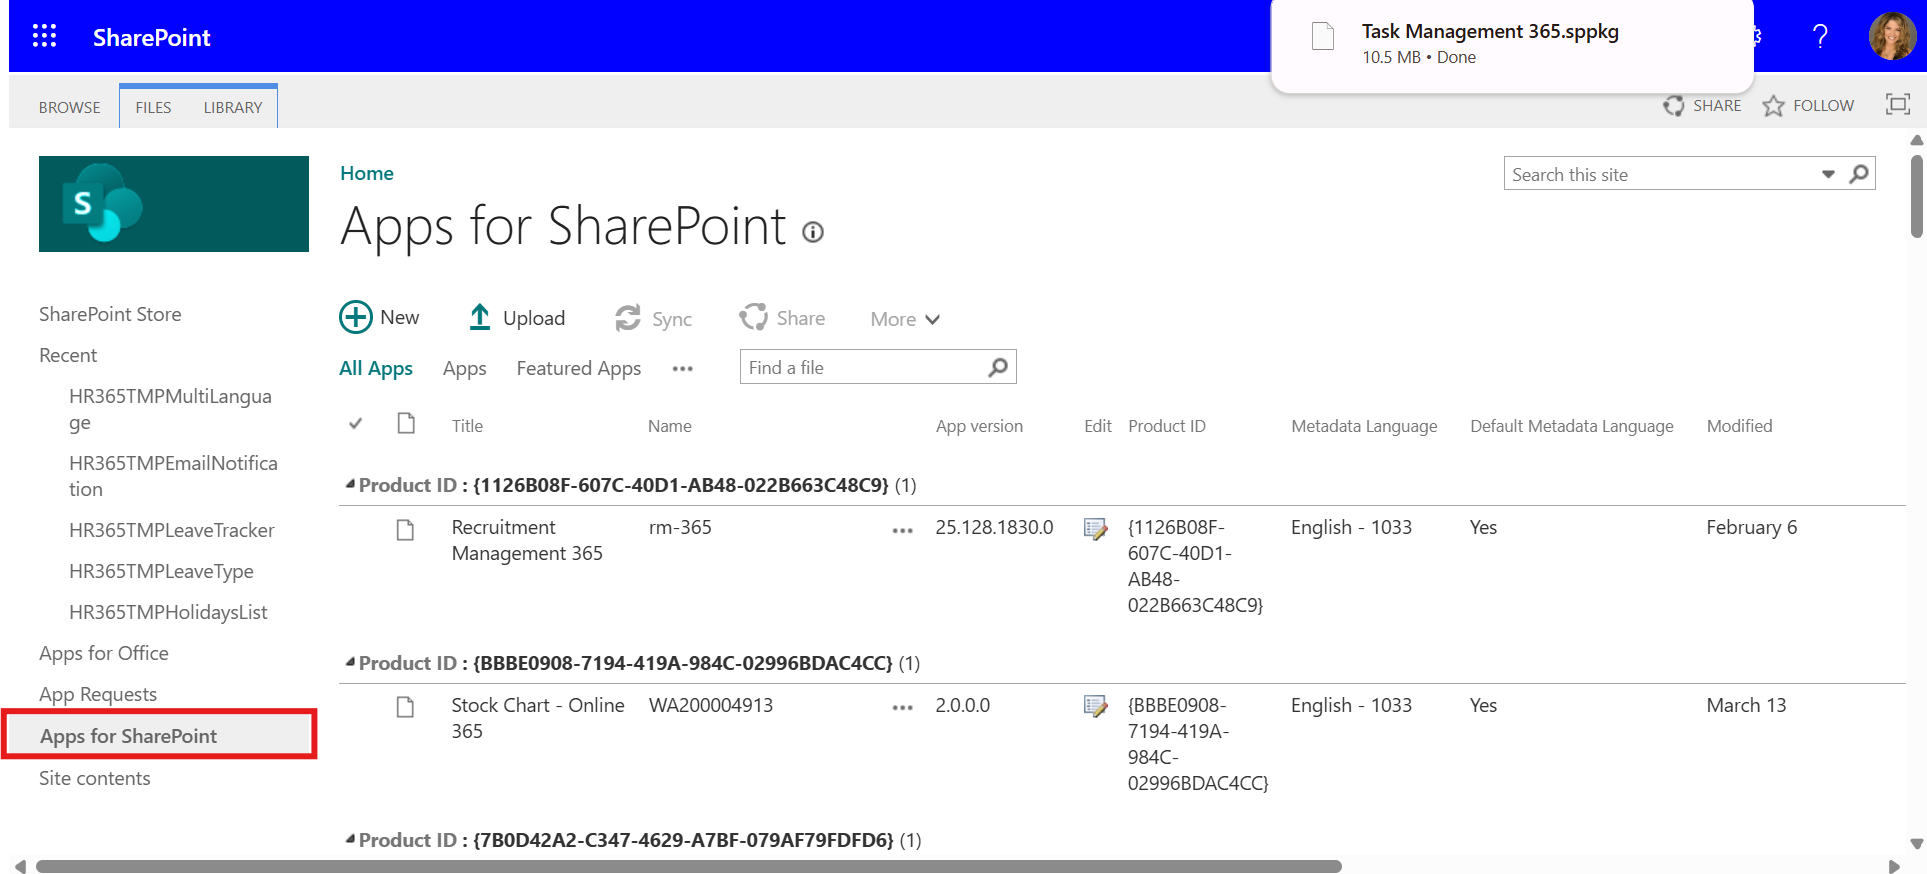 SharePoint
Task Management 365.sppkg
10.5 MB • Done
?
BROWSE
FILES
LIBRARY
SHARE
FOLLOW
S
Home
Search this site
Apps for SharePoint
SharePoint Store
Recent
HR365TMPMultiLangua
ge
HR365TMPEmailNotifica
tion
HR365TMPLeaveTracker
HR365TMPLeaveType
HR365TMPHolidaysList
Apps for Office
App Requests
Apps for SharePoint
Site contents
New
Upload
Sync
Share
More
All Apps
Apps
Featured Apps
•••
Find a file
Title
Name
App version
Edit
Product ID
Metadata Language
Default Metadata Language
Modified
Product ID : {1126B08F-607C-40D1-AB48-022B663C48C9} (1)
Recruitment
Management 365
rm-365
•••
25.128.1830.0
{1126B08F-
607C-40D1-
AB48-
022B663C48C9}
English - 1033
Yes
February 6
Product ID : {BBBE0908-7194-419A-984C-02996BDAC4CC} (1)
Stock Chart - Online
365
WA200004913
•••
2.0.0.0
{BBBE0908-
7194-419A-
984C-
02996BDAC4CC}
English - 1033
Yes
March 13
Product ID : {7B0D42A2-C347-4629-A7BF-079AF79FDFD6} (1)